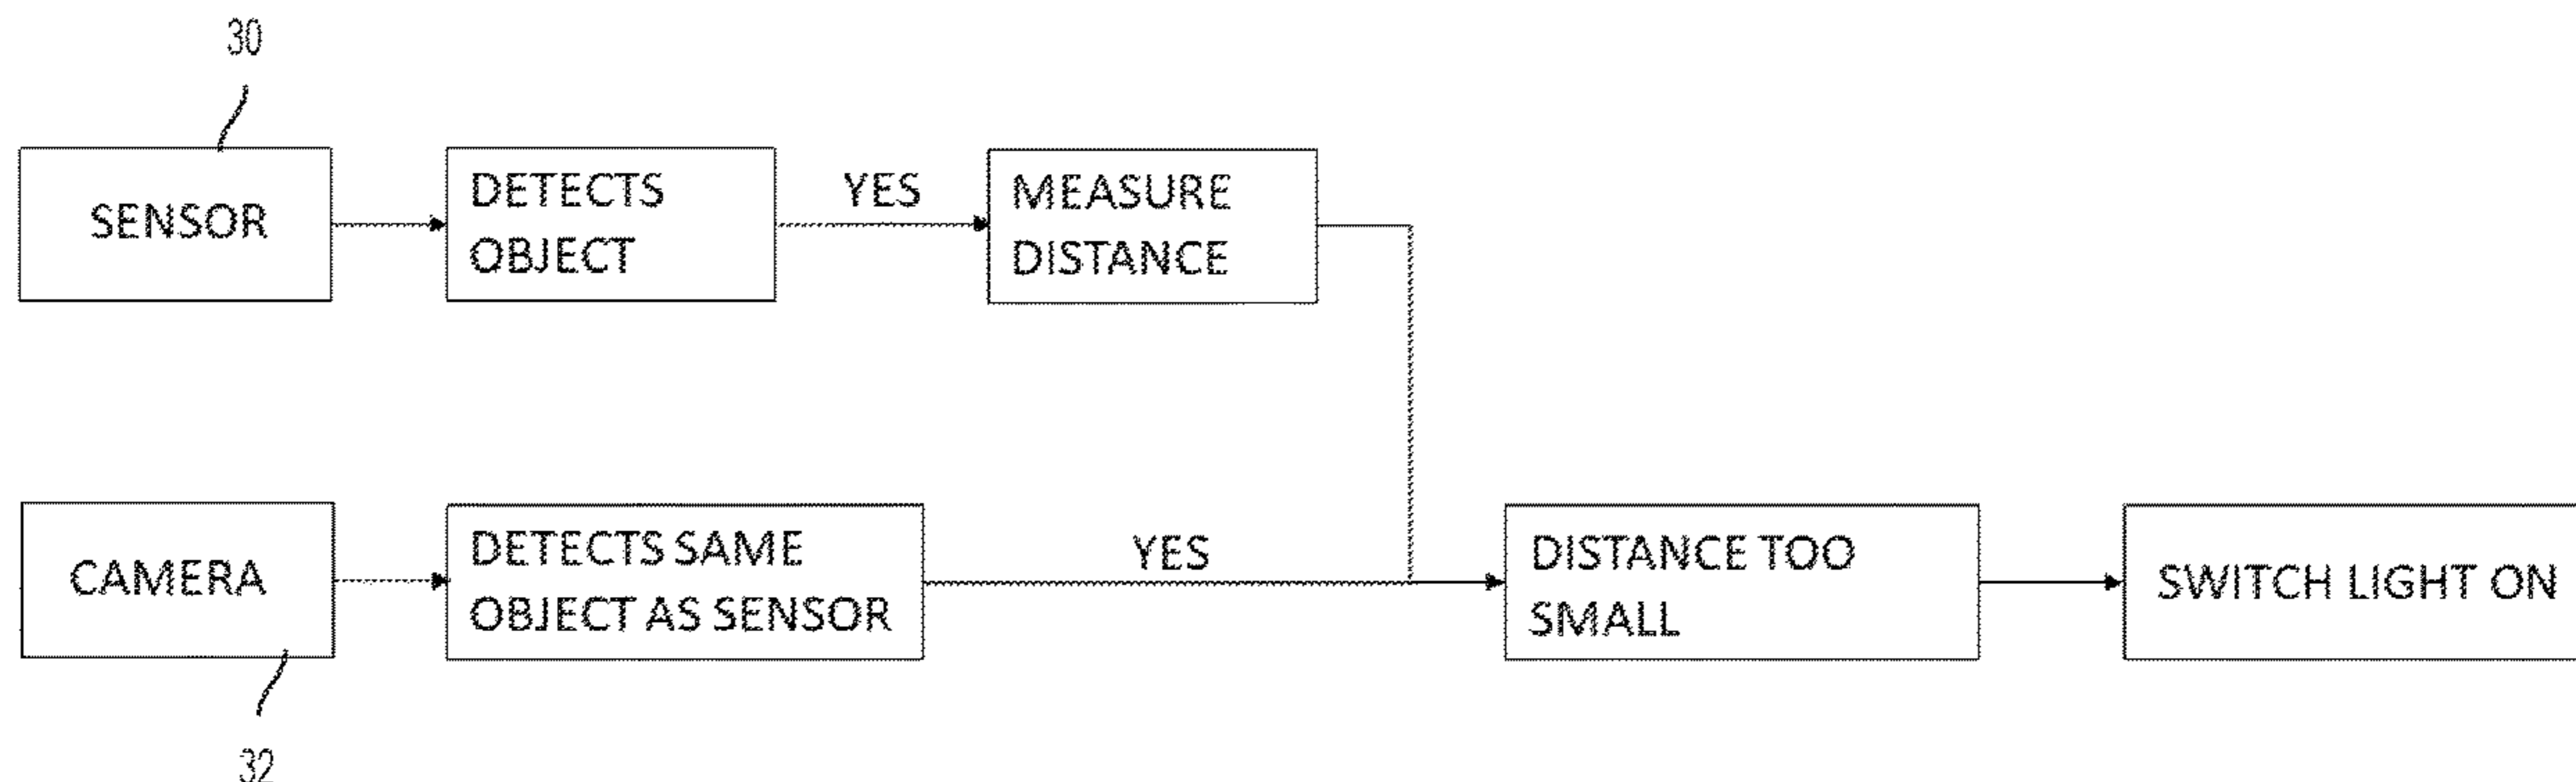 30
SENSOR
DETECTS
OBJECT
YES
MEASURE
DISTANCE
CAMERA
DETECTS SAME
OBJECT AS SENSOR
YES
DISTANCE TOO
SMALL
SWITCH LIGHT ON
32